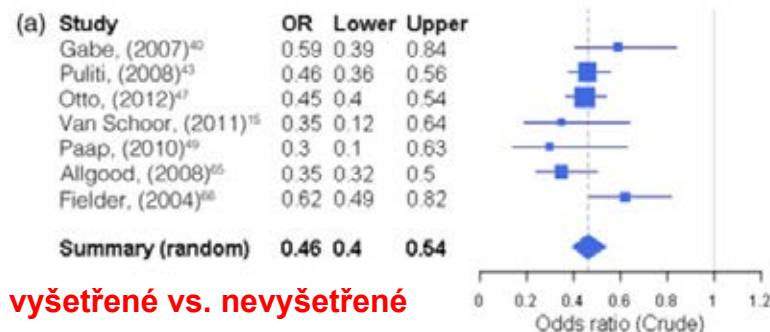 (a) Study OR Lower Upper
Gabe, (2007)⁴⁰ 0.59 0.39 0.84
Puliti, (2008)⁴³ 0.46 0.36 0.56
Otto, (2012)⁴⁷ 0.45 0.4 0.54
Van Schoor, (2011)¹⁵ 0.35 0.12 0.64
Paap, (2010)⁴⁹ 0.3 0.1 0.63
Allgood, (2008)⁶⁵ 0.35 0.32 0.5
Fielder, (2004)⁶⁶ 0.62 0.49 0.82
Summary (random) 0.46 0.4 0.54
vyšetřené vs. nevyšetřené
0 0.2 0.4 0.6 0.8 1.0 1.2
Odds ratio (Crude)